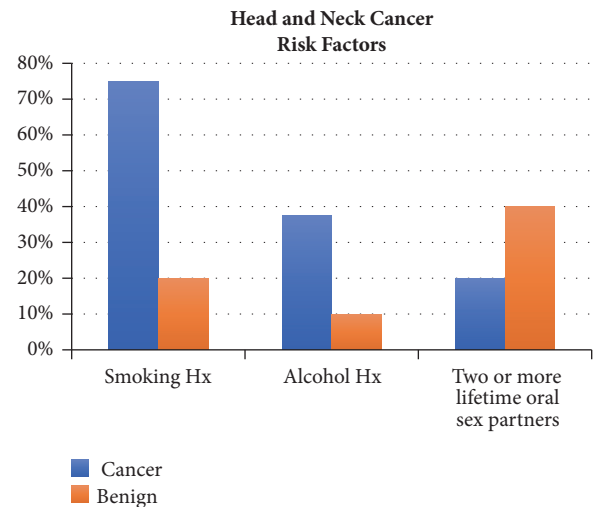 Head and Neck Cancer
Risk Factors
80%
70%
60%
50%
40%
30%
20%
10%
0%
Smoking Hx
Alcohol Hx
Two or more
lifetime oral
sex partners
Cancer
Benign